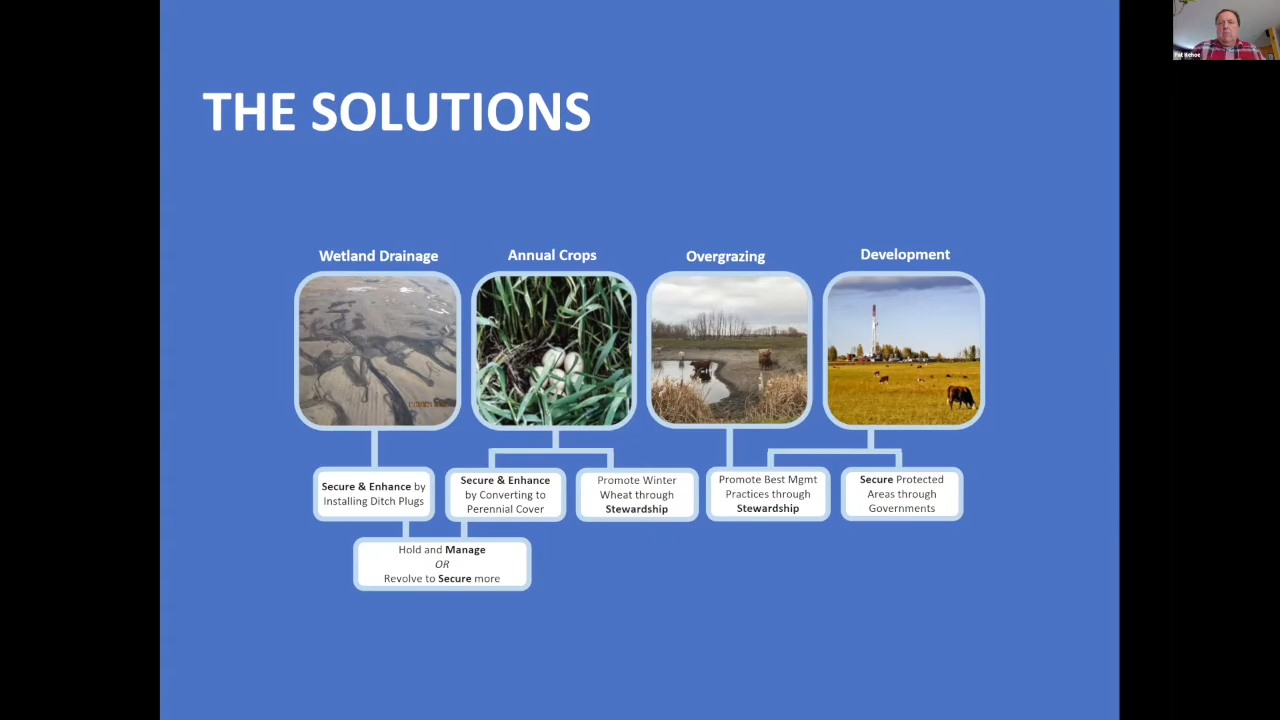 THE SOLUTIONS
Wetland Drainage
Annual Crops
Overgrazing
Development
Secure & Enhance by
Installing Ditch Plugs
Secure & Enhance
by Converting to
Perennial Cover
Promote Winter
Wheat through
Stewardship
Promote Best Mgmt
Practices through
Stewardship
Secure Protected
Areas through
Governments
Hold and Manage
OR
Revolve to Secure more
Pat Kehoe